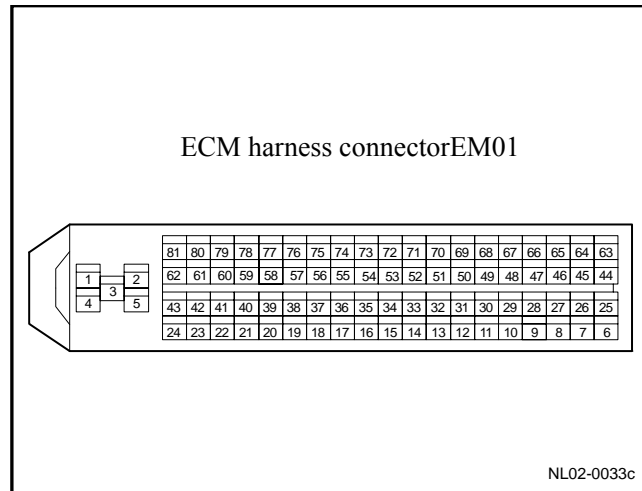 ECM harness connectorEM01
81 80 79 78 77 76 75 74 73 72 71 70 69 68 67 66 65 64 63
1 2 62 61 60 59 58 57 56 55 54 53 52 51 50 49 48 47 46 45 44
3
4 5 43 42 41 40 39 38 37 36 35 34 33 32 31 30 29 28 27 26 25
24 23 22 21 20 19 18 17 16 15 14 13 12 11 10 9 8 7 6
NL02-0033c